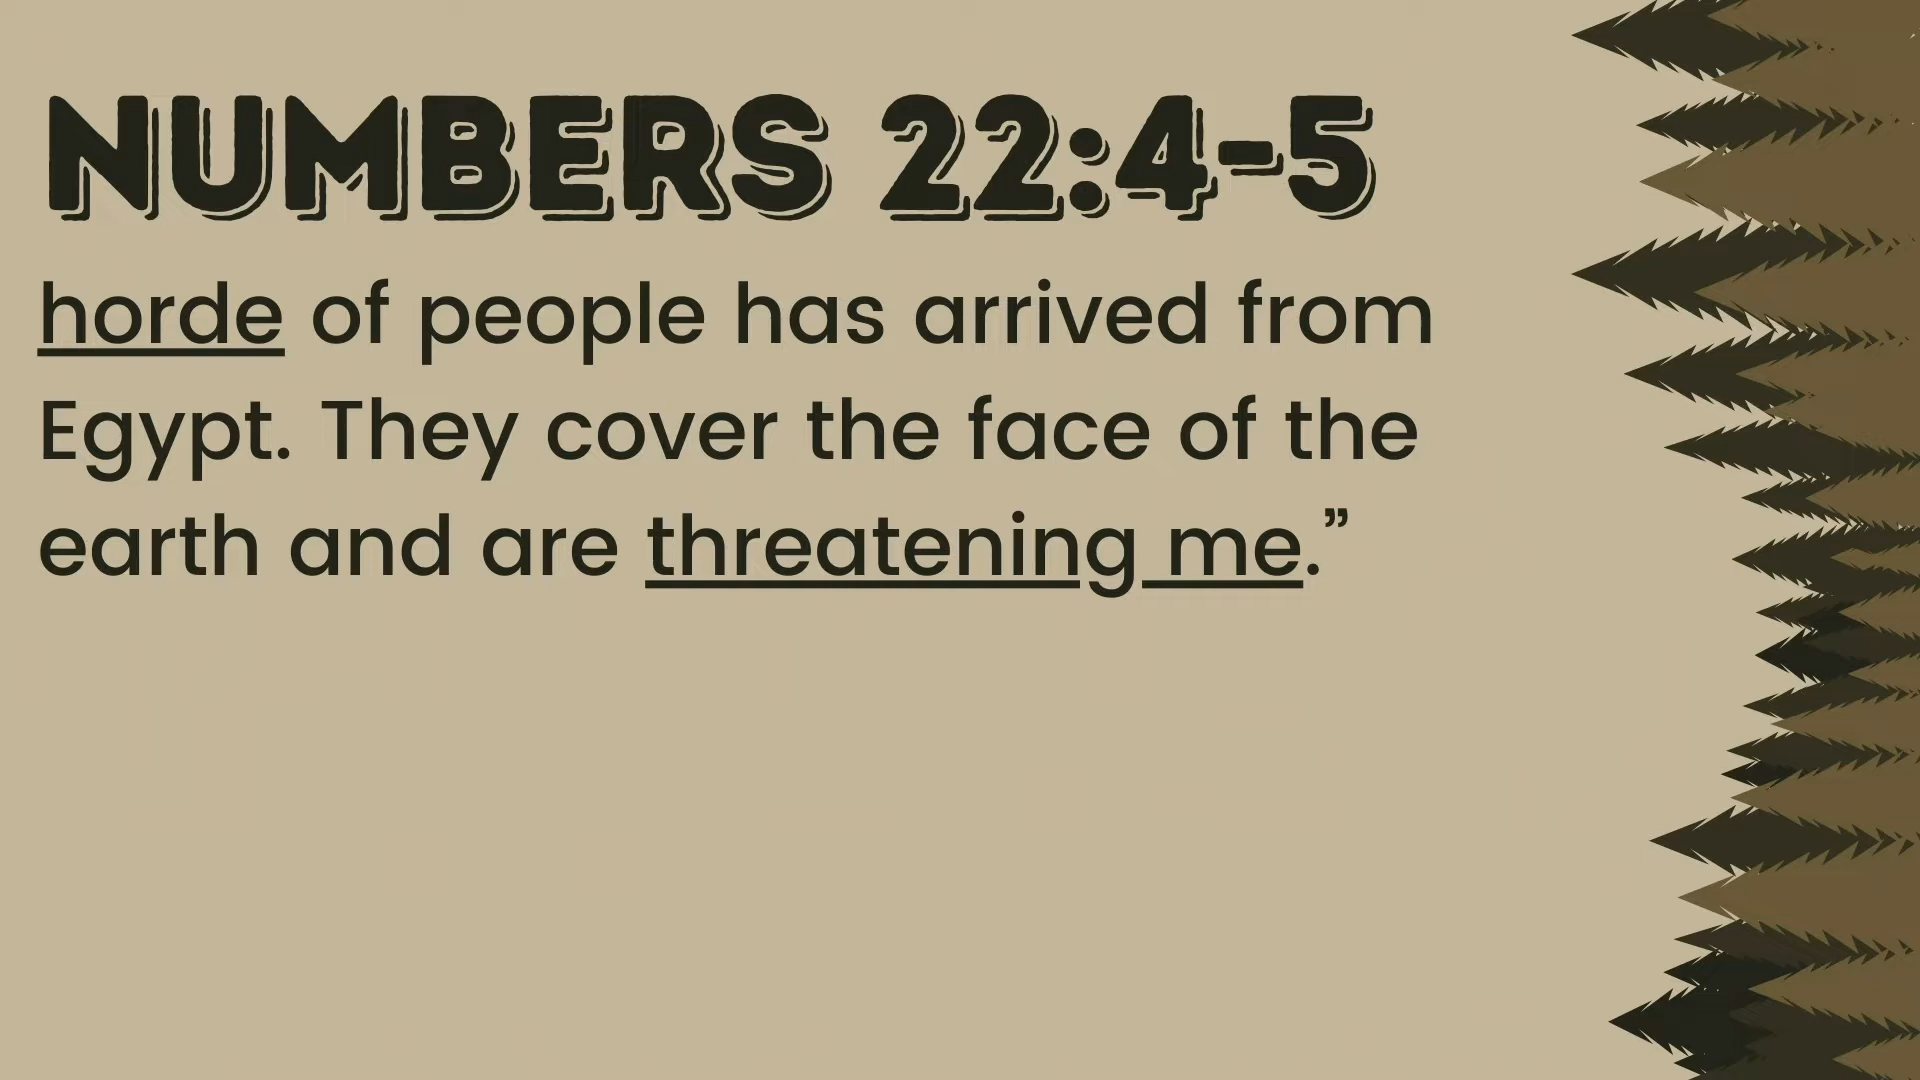 NUMBERS 22:4-5
horde of people has arrived from
Egypt. They cover the face of the
earth and are threatening me.”